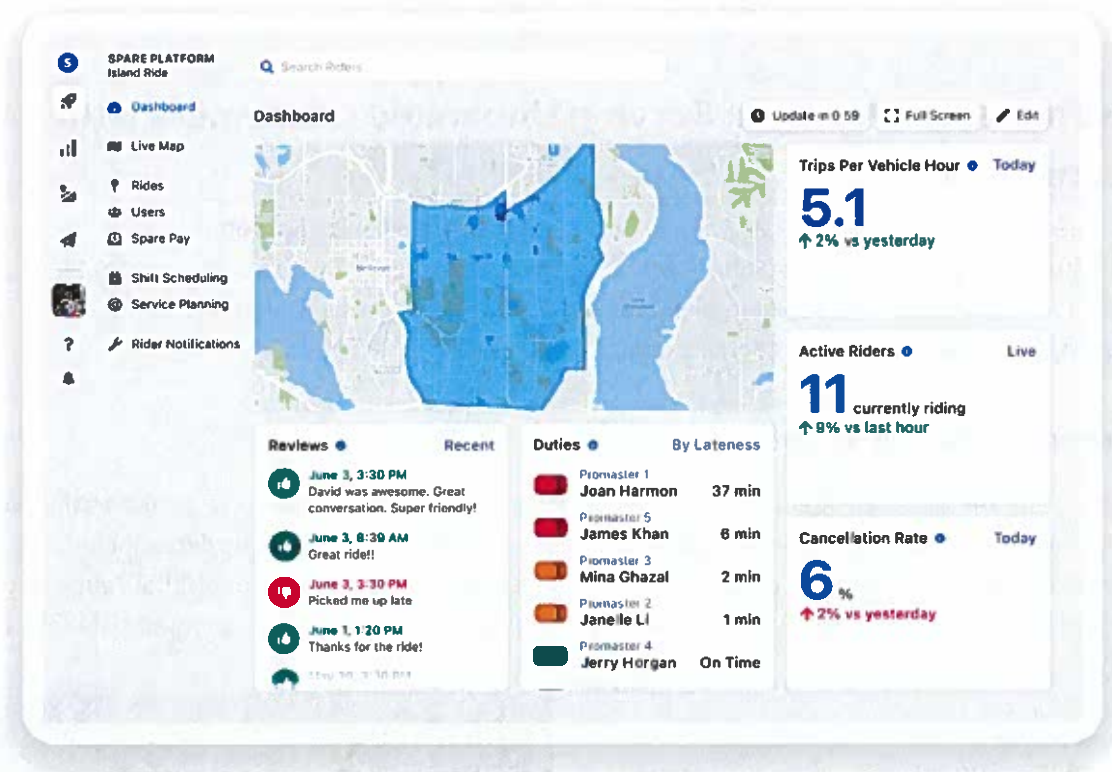 S
SPARE PLATFORM
Island Ride
Search Riders...
Dashboard
Live Map
Rides
Users
Spare Pay
Shift Scheduling
Service Planning
?
Rider Notifications
Dashboard
Update in 0:59
Full Screen
Edit
Trips Per Vehicle Hour
Today
5.1
↑ 2% vs yesterday
Active Riders
Live
11 currently riding
↑ 9% vs last hour
Cancellation Rate
Today
6 %
↑ 2% vs yesterday
Reviews
Recent
June 3, 3:30 PM
David was awesome. Great
conversation. Super friendly!
June 3, 8:39 AM
Great ride!!
June 3, 3:30 PM
Picked me up late
June 1, 1:20 PM
Thanks for the ride!
Duties
By Lateness
Promaster 1
Joan Harmon 37 min
Promaster 5
James Khan 6 min
Promaster 3
Mina Ghazal 2 min
Promaster 2
Janelle Li 1 min
Promaster 4
Jerry Horgan On Time